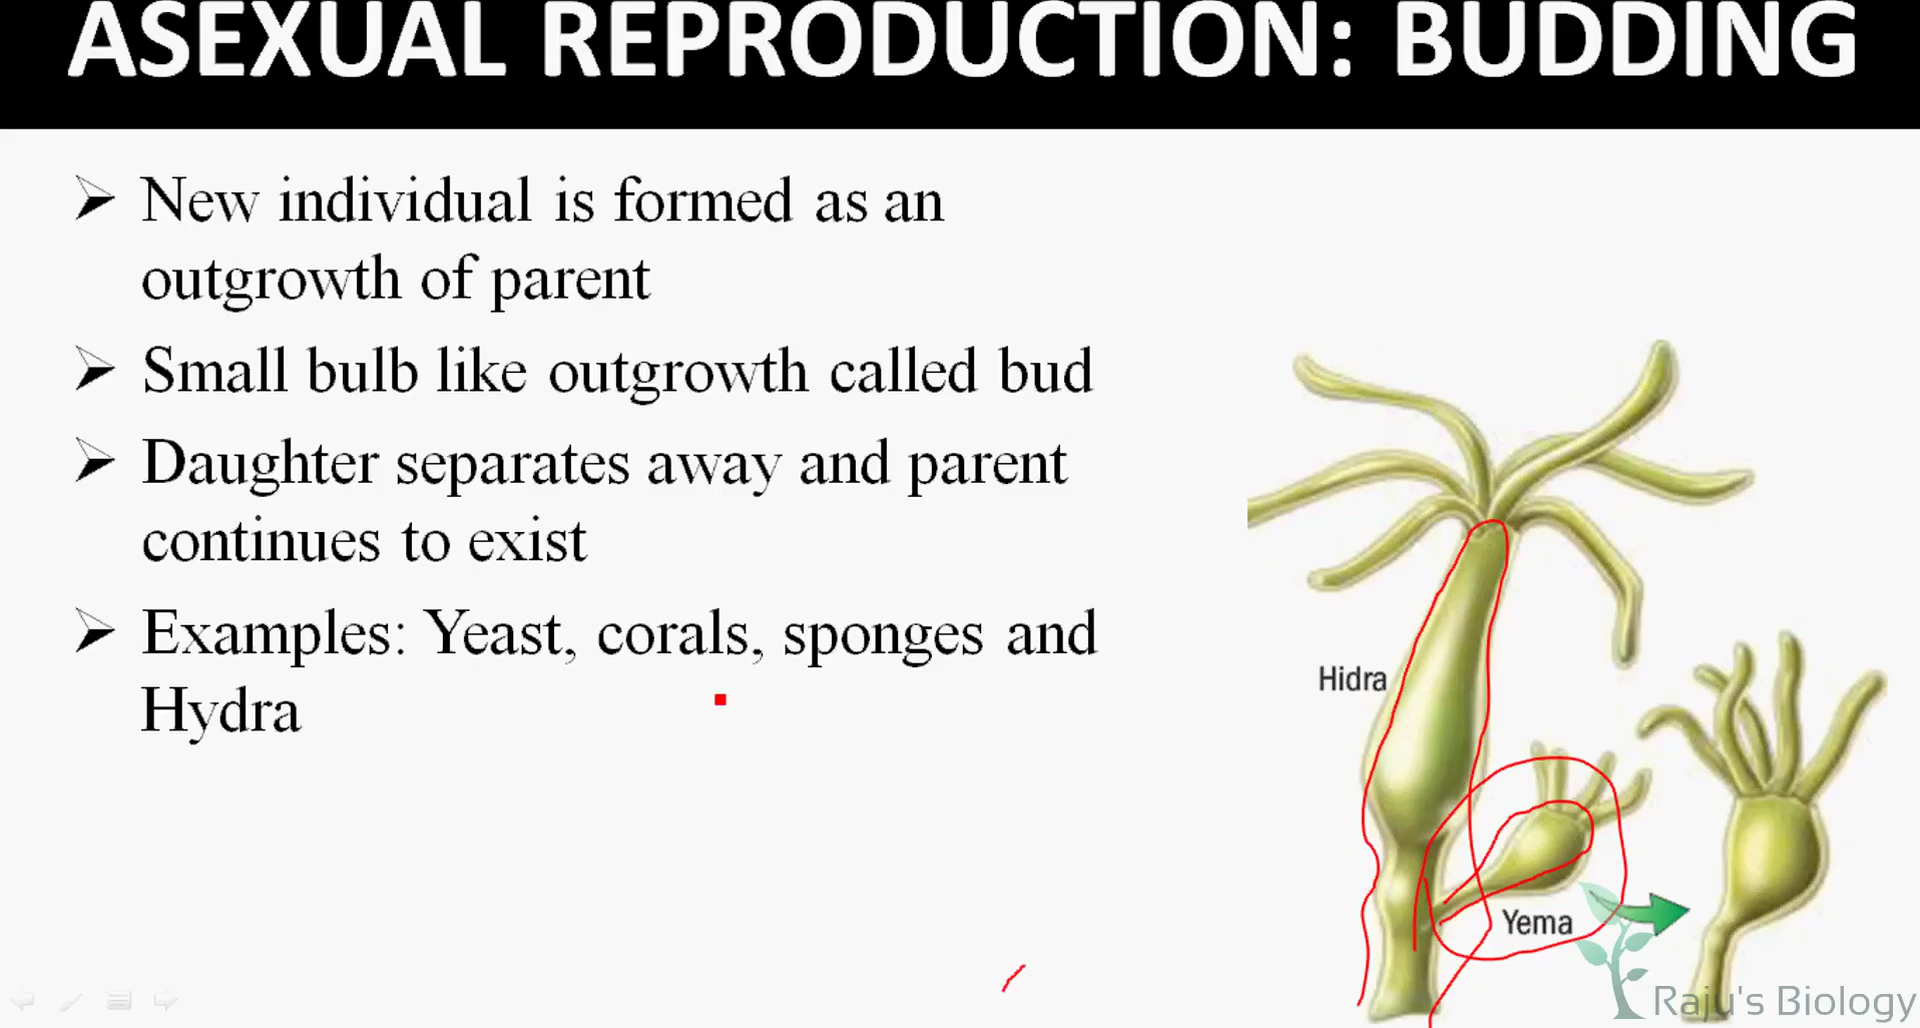 ASEXUAL REPRODUCTION: BUDDING
➢ New individual is formed as an
outgrowth of parent
➢ Small bulb like outgrowth called bud
➢ Daughter separates away and parent
continues to exist
➢ Examples: Yeast, corals, sponges and
Hydra
Hidra
Yema
Raju's Biology